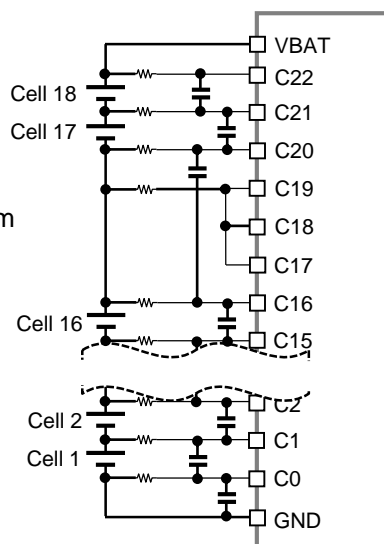 VBAT
C22
Cell 18
C21
Cell 17
C20
C19
m
C18
C17
C16
Cell 16
C15
C2
Cell 2
C1
Cell 1
C0
GND